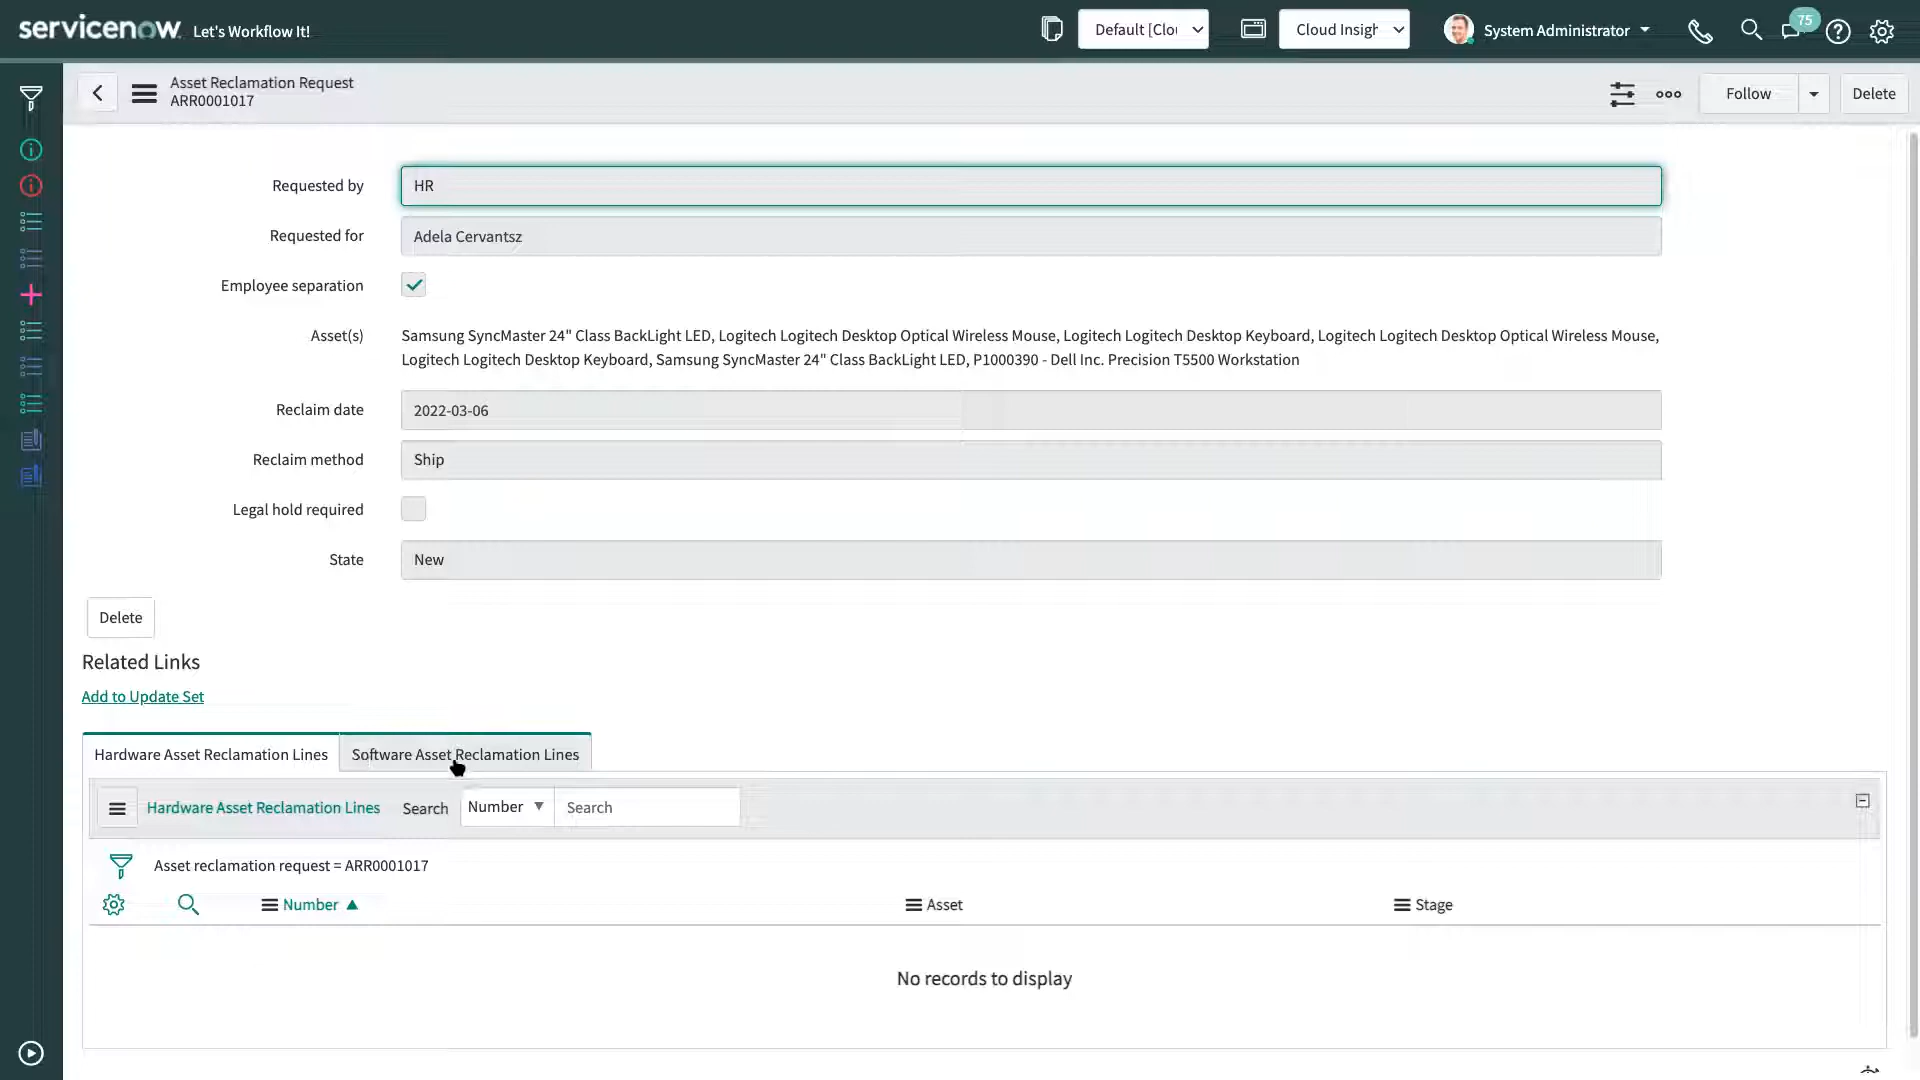 servicenow Let's Workflow It!
Default [Clou
Cloud Insigh
System Administrator
75
Asset Reclamation Request
ARR0001017
Follow
Delete
Requested by HR
Requested for Adela Cervantsz
Employee separation
Asset(s) Samsung SyncMaster 24" Class BackLight LED, Logitech Logitech Desktop Optical Wireless Mouse, Logitech Logitech Desktop Keyboard, Logitech Logitech Desktop Optical Wireless Mouse,
Logitech Logitech Desktop Keyboard, Samsung SyncMaster 24" Class BackLight LED, P1000390 - Dell Inc. Precision T5500 Workstation
Reclaim date 2022-03-06
Reclaim method Ship
Legal hold required
State New
Delete
Related Links
Add to Update Set
Hardware Asset Reclamation Lines Software Asset Reclamation Lines
Hardware Asset Reclamation Lines Search Number Search
Asset reclamation request = ARR0001017
Number Asset Stage
No records to display